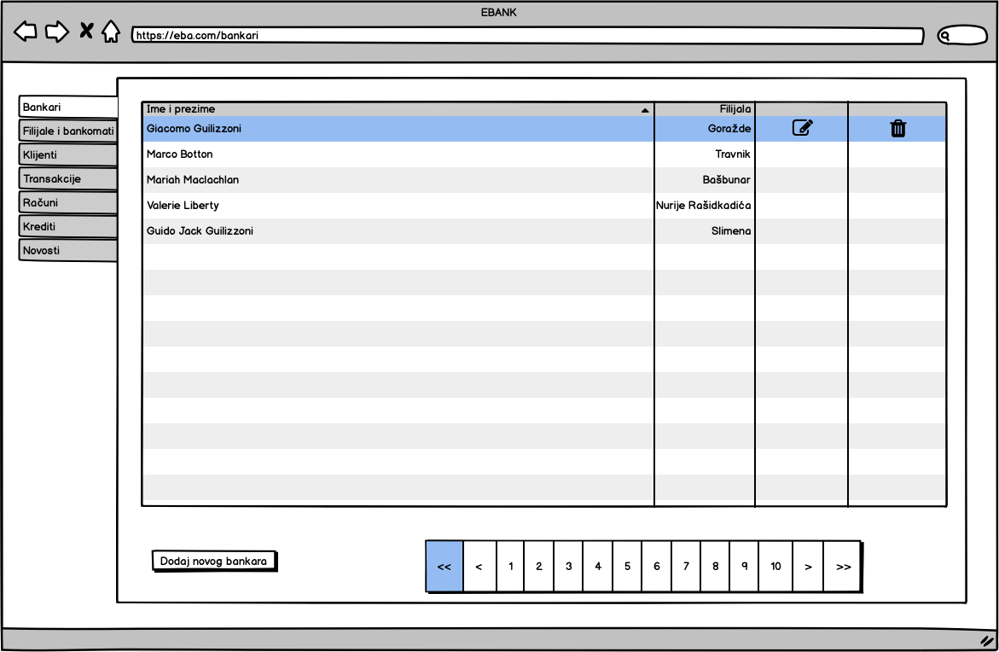 EBANK
https://eba.com/bankari
Bankari
Filijale i bankomati
Klijenti
Transakcije
Računi
Krediti
Novosti
Ime i prezime Filijala
Giacomo Guilizzoni Goražde
Marco Botton Travnik
Mariah Maclachlan Bašbunar
Valerie Liberty Nurije Rašidkadića
Guido Jack Guilizzoni Slimena
Dodaj novog bankara
<< < 1 2 3 4 5 6 7 8 9 10 > >>